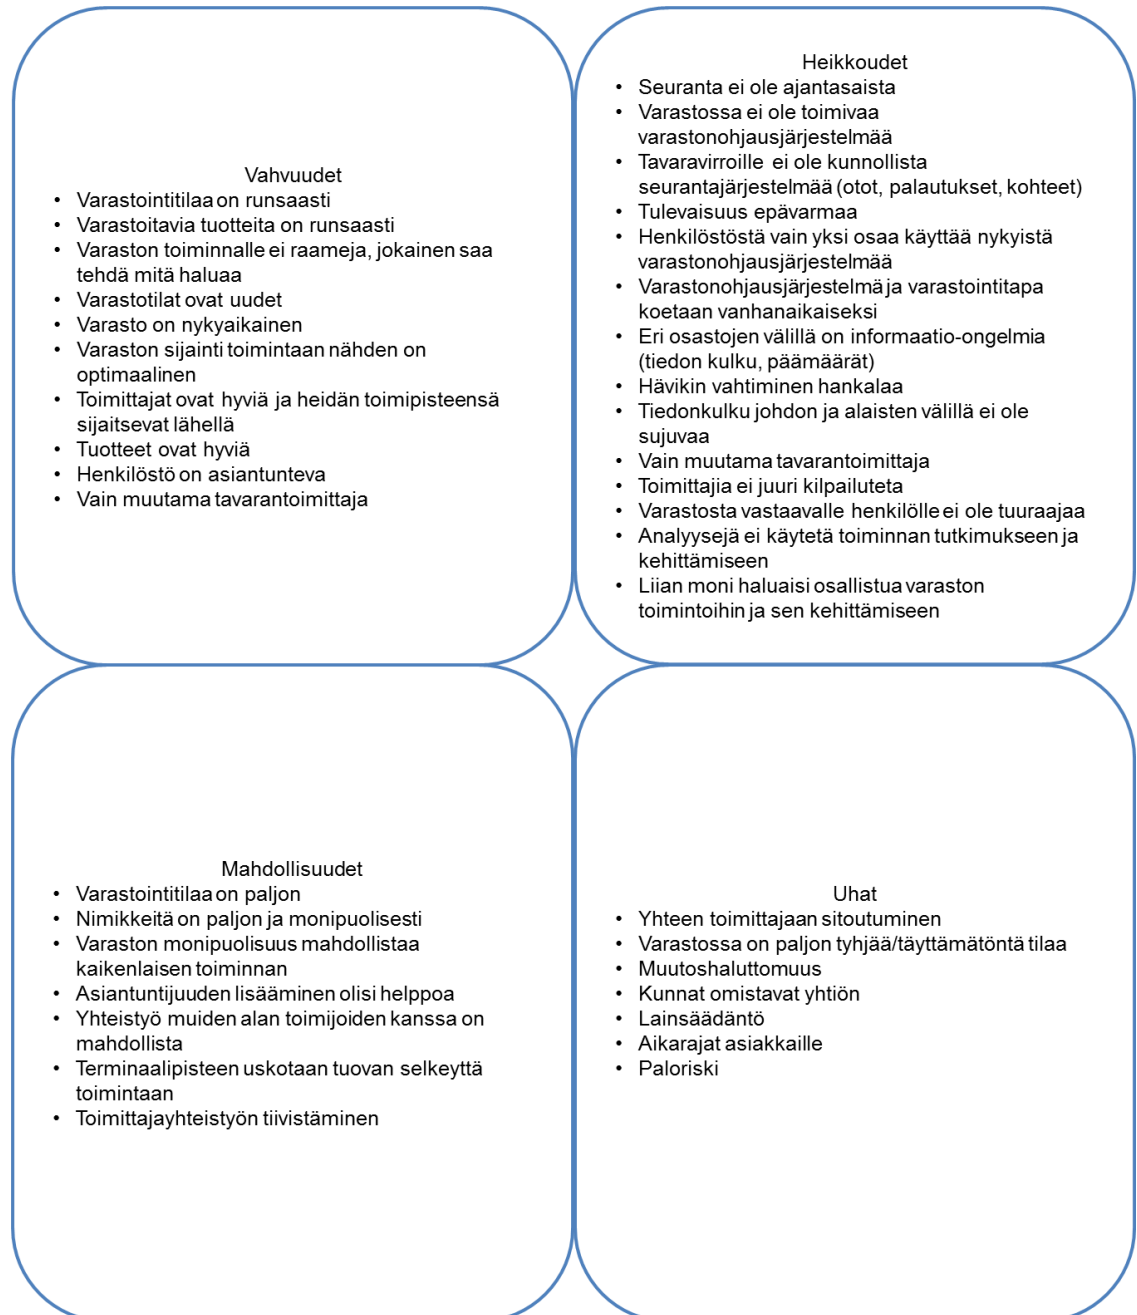 Vahvuudet
• Varastointitilaa on runsaasti
• Varastoitavia tuotteita on runsaasti
• Varaston toiminnalle ei raameja, jokainen saa
tehdä mitä haluaa
• Varastotilat ovat uudet
• Varasto on nykyaikainen
• Varaston sijainti toimintaan nähden on
optimaalinen
• Toimittajat ovat hyviä ja heidän toimipisteensä
sijaitsevat lähellä
• Tuotteet ovat hyviä
• Henkilöstö on asiantunteva
• Vain muutama tavarantoimittaja
Heikkoudet
• Seuranta ei ole ajantasaista
• Varastossa ei ole toimivaa
varastonohjausjärjestelmää
• Tavaravirroille ei ole kunnollista
seurantajärjestelmää (otot, palautukset, kohteet)
• Tulevaisuus epävarmaa
• Henkilöstöstä vain yksi osaa käyttää nykyistä
varastonohjausjärjestelmää
• Varastonohjausjärjestelmä ja varastointitapa
koetaan vanhanaikaiseksi
• Eri osastojen välillä on informaatio-ongelmia
(tiedon kulku, päämäärät)
• Hävikin vahtiminen hankalaa
• Tiedonkulku johdon ja alaisten välillä ei ole
sujuvaa
• Vain muutama tavarantoimittaja
• Toimittajia ei juuri kilpailuteta
• Varastosta vastaavalle henkilölle ei ole tuuraajaa
• Analyysejä ei käytetä toiminnan tutkimukseen ja
kehittämiseen
• Liian moni haluaisi osallistua varaston
toimintoihin ja sen kehittämiseen
Mahdollisuudet
• Varastointitilaa on paljon
• Nimikkeitä on paljon ja monipuolisesti
• Varaston monipuolisuus mahdollistaa
kaikenlaisen toiminnan
• Asiantuntijuuden lisääminen olisi helppoa
• Yhteistyö muiden alan toimijoiden kanssa on
mahdollista
• Terminaalipisteen uskotaan tuovan selkeyttä
toimintaan
• Toimittajayhteistyön tiivistäminen
Uhat
• Yhteen toimittajaan sitoutuminen
• Varastossa on paljon tyhjää/täyttämätöntä tilaa
• Muutoshaluttomuus
• Kunnat omistavat yhtiön
• Lainsäädäntö
• Aikarajat asiakkaille
• Paloriski